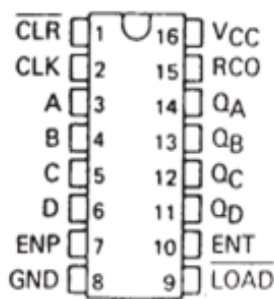 CLR 1 16 VCC
CLK 2 15 RCO
A 3 14 QA
B 4 13 QB
C 5 12 QC
D 6 11 QD
ENP 7 10 ENT
GND 8 9 LOAD